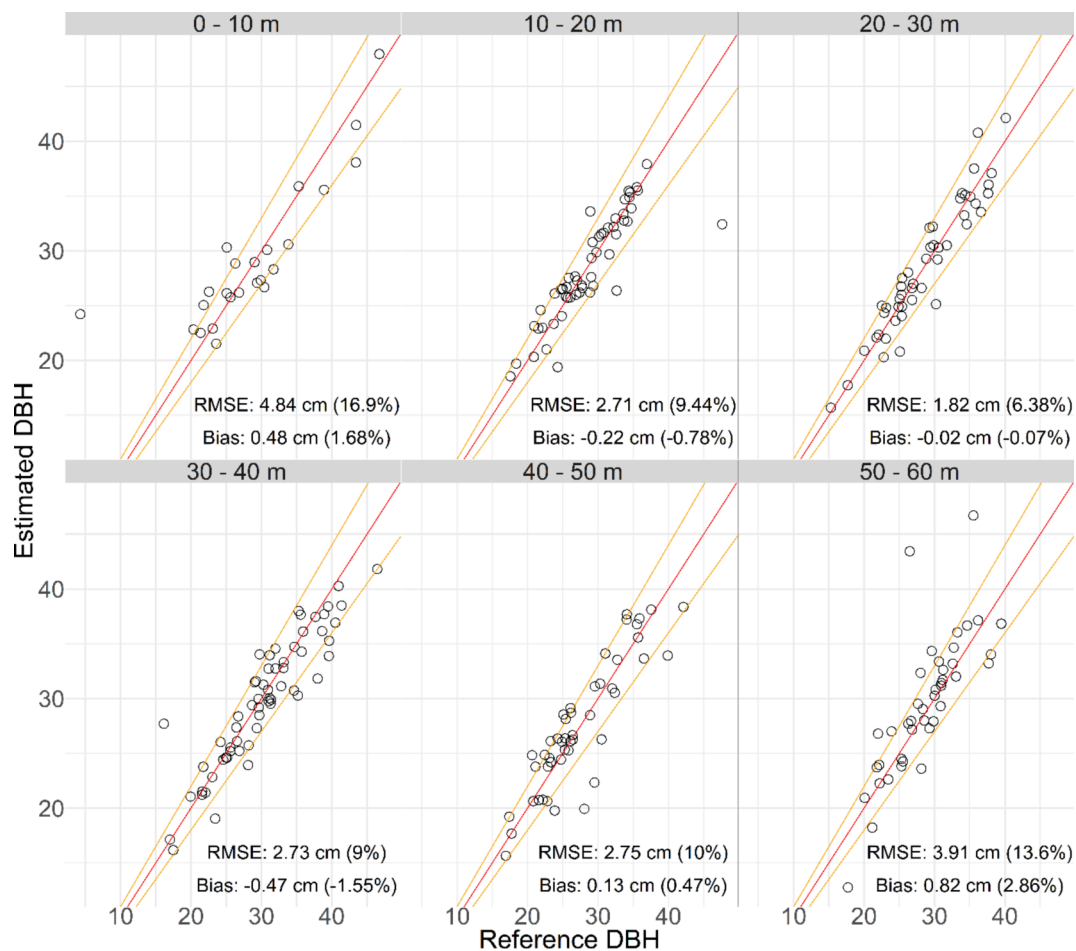 0 - 10 m
10 - 20 m
20 - 30 m
40
30
20
RMSE: 4.84 cm (16.9%)
Bias: 0.48 cm (1.68%)
RMSE: 2.71 cm (9.44%)
Bias: -0.22 cm (-0.78%)
RMSE: 1.82 cm (6.38%)
Bias: -0.02 cm (-0.07%)
Estimated DBH
30 - 40 m
40 - 50 m
50 - 60 m
40
30
20
RMSE: 2.73 cm (9%)
Bias: -0.47 cm (-1.55%)
RMSE: 2.75 cm (10%)
Bias: 0.13 cm (0.47%)
RMSE: 3.91 cm (13.6%)
Bias: 0.82 cm (2.86%)
10 20 30 40
10 20 30 40
10 20 30 40
Reference DBH